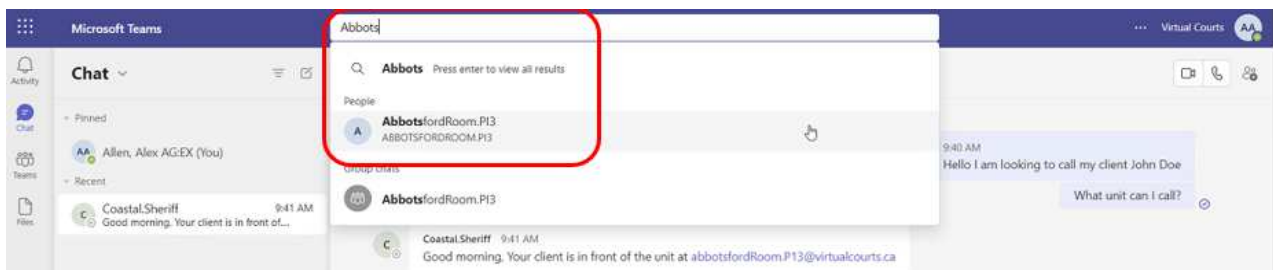 Microsoft Teams
Abbots
... Virtual Courts AA
Activity
Chat
Teams
Files
Chat
Pinned
AA Allen, Alex AG:EX (You)
Recent
C Coastal.Sheriff 9:41 AM
Good morning. Your client is in front of...
Abbots Press enter to view all results
People
A AbbotsfordRoom.PI3
ABBOTSFORDROOM.PI3
Group chats
AbbotsfordRoom.PI3
9:40 AM
Hello I am looking to call my client John Doe
What unit can I call?
C Coastal.Sheriff 9:41 AM
Good morning, Your client is in front of the unit at abbotsfordRoom.P13@virtualcourts.ca